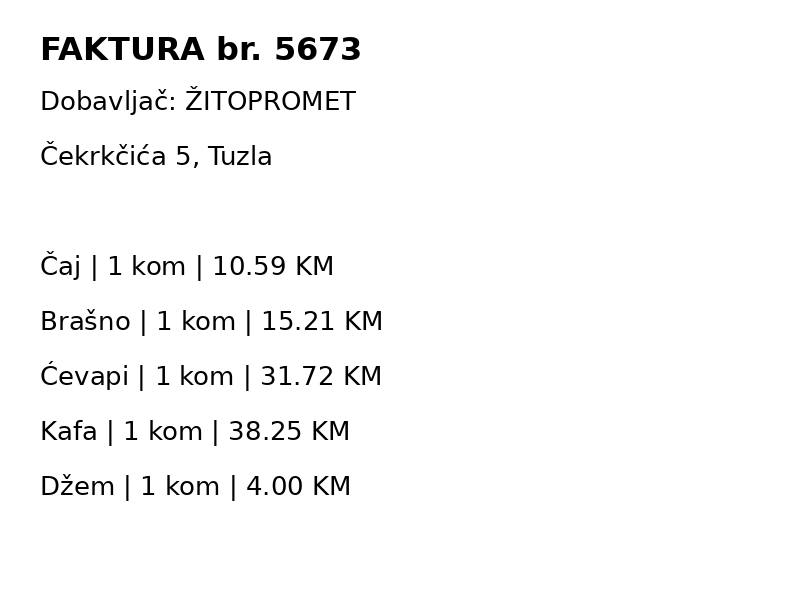 FAKTURA br. 5673
Dobavljač: ŽITOPROMET
Čekrkčića 5, Tuzla
Čaj | 1 kom | 10.59 KM
Brašno | 1 kom | 15.21 KM
Ćevapi | 1 kom | 31.72 KM
Kafa | 1 kom | 38.25 KM
Džem | 1 kom | 4.00 KM